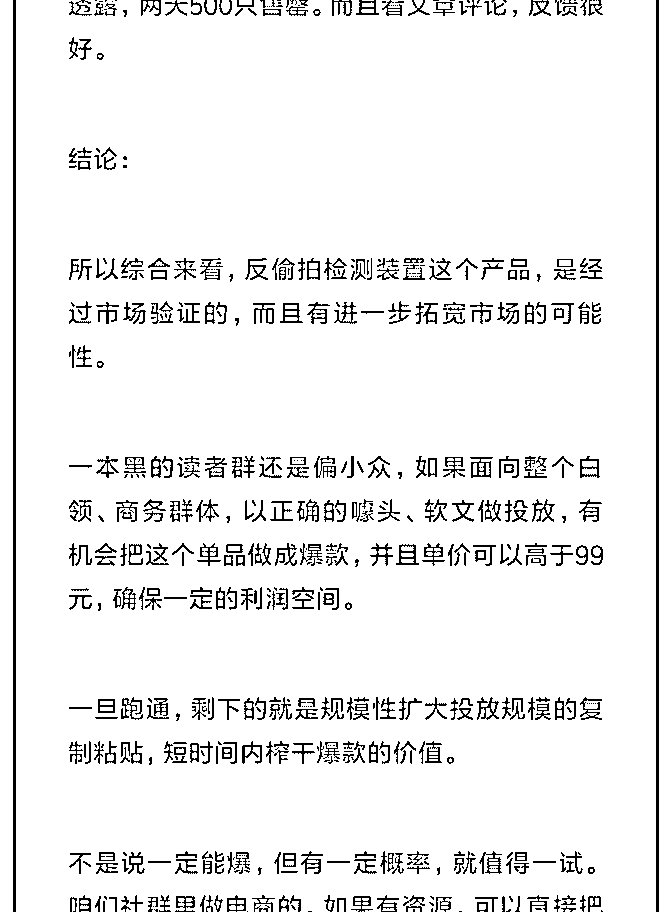 透露，两天500只售罄。而且看文章评论，反馈很
好。
结论：
所以综合来看，反偷拍检测装置这个产品，是经
过市场验证的，而且有进一步拓宽市场的可能
性。
一本黑的读者群还是偏小众，如果面向整个白
领、商务群体，以正确的噱头、软文做投放，有
机会把这个单品做成爆款，并且单价可以高于99
元，确保一定的利润空间。
一旦跑通，剩下的就是规模性扩大投放规模的复
制粘贴，短时间内榨干爆款的价值。
不是说一定能爆，但有一定概率，就值得一试。
咱们社群里做电商的，如果有资源，可以直接把